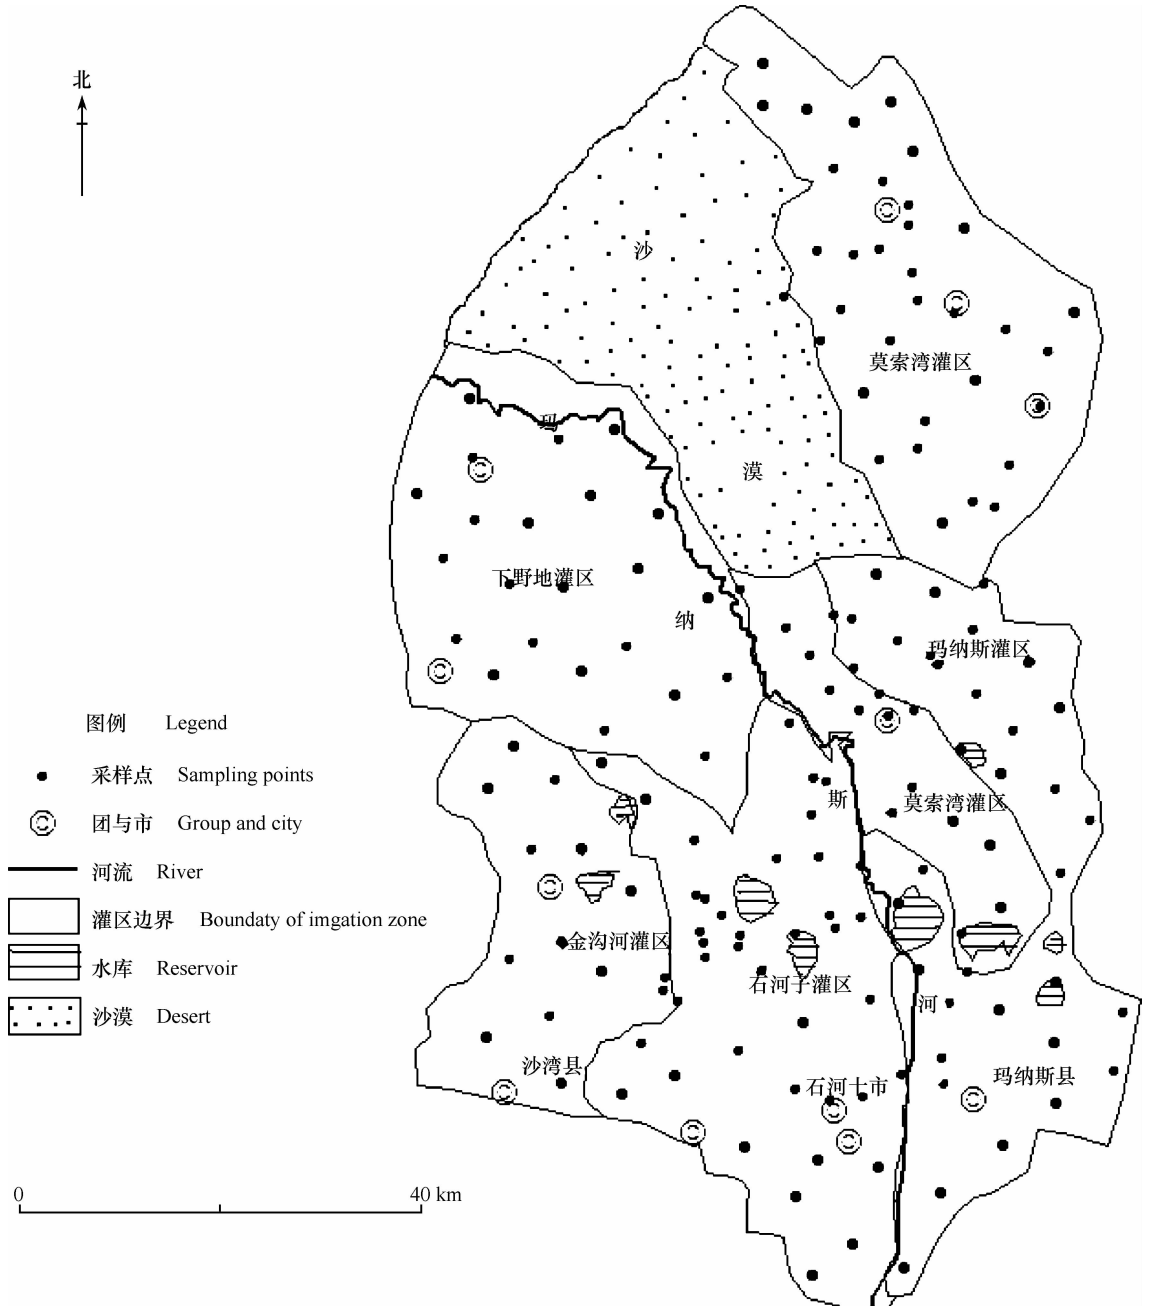 北
沙
莫索湾灌区
玛
漠
下野地灌区
纳
玛纳斯灌区
图例 Legend
采样点 Sampling points
斯
莫索湾灌区
团与市 Group and city
河流 River
灌区边界 Boundaty of imgation zone
金沟河灌区
水库 Reservoir
石河子灌区
河
沙漠 Desert
沙湾县
石河十市
玛纳斯县
0 40 km